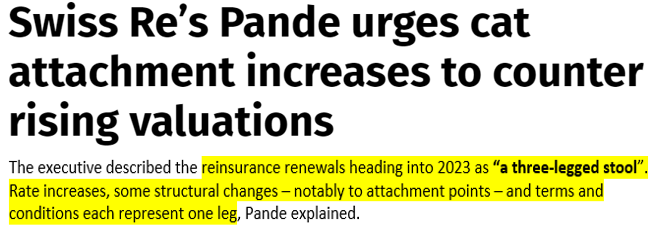 Swiss Re’s Pande urges cat
attachment increases to counter
rising valuations
The executive described the reinsurance renewals heading into 2023 as “a three-legged stool”.
Rate increases, some structural changes – notably to attachment points – and terms and
conditions each represent one leg, Pande explained.